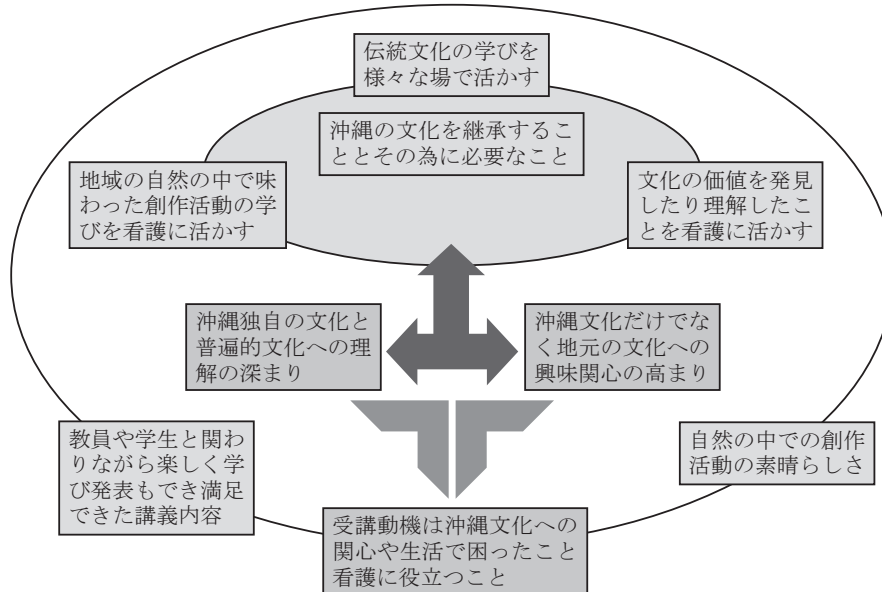 伝統文化の学びを
様々な場で活かす
沖縄の文化を継承するこ
ととその為に必要なこと
地域の自然の中で味
わった創作活動の学
びを看護に活かす
文化の価値を発見
したり理解したこ
とを看護に活かす
沖縄独自の文化と
普遍的文化への理
解の深まり
沖縄文化だけでな
く地元の文化への
興味関心の高まり
教員や学生と関わ
りながら楽しく学
び発表もでき満足
できた講義内容
自然の中での創作
活動の素晴らしさ
受講動機は沖縄文化への
関心や生活で困ったこと
看護に役立つこと